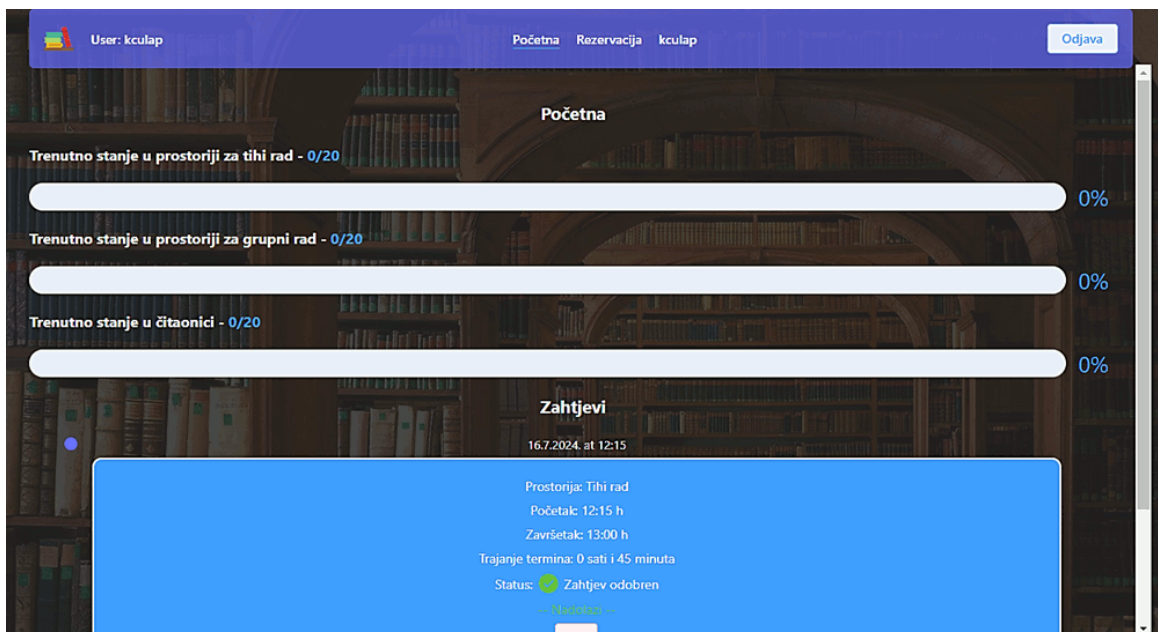 User: kculap
Početna Rezervacija kculap
Odjava
Početna
Trenutno stanje u prostoriji za tihi rad - 0/20
0%
Trenutno stanje u prostoriji za grupni rad - 0/20
0%
Trenutno stanje u čitaonici - 0/20
0%
Zahtjevi
16.7.2024. at 12:15
Prostorija: Tihi rad
Početak: 12:15 h
Završetak: 13:00 h
Trajanje termina: 0 sati i 45 minuta
Status: Zahtjev odobren
-- Nadolazi --